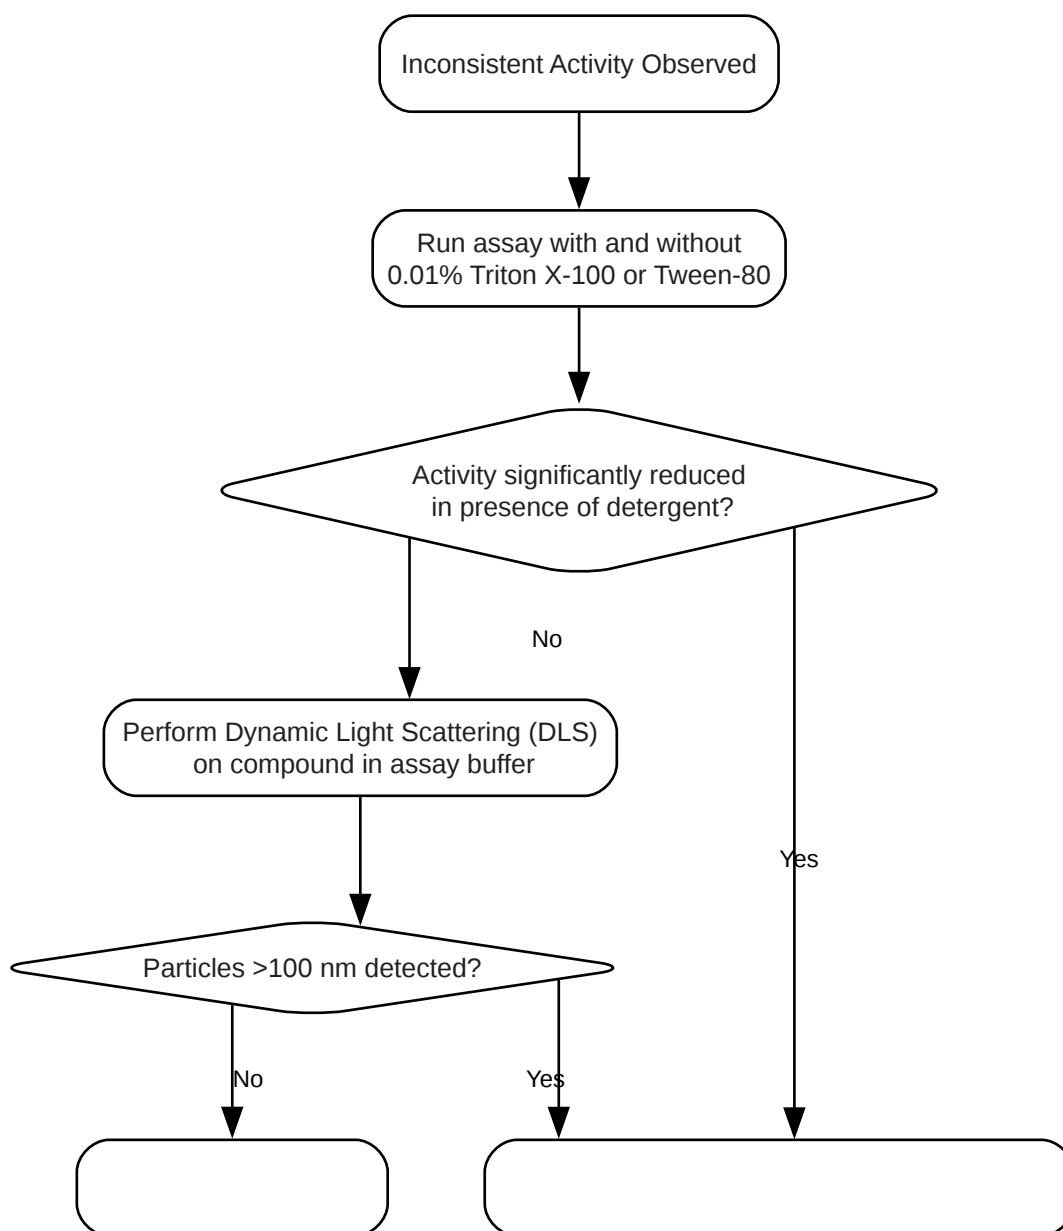 Inconsistent Activity Observed
Run assay with and without
0.01% Triton X-100 or Tween-80
Activity significantly reduced
in presence of detergent?
No
Perform Dynamic Light Scattering (DLS)
on compound in assay buffer
Yes
Particles >100 nm detected?
No
Yes